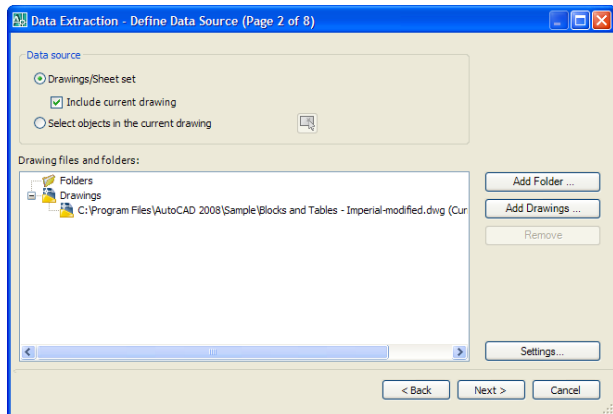 Data Extraction - Define Data Source (Page 2 of 8)
Data source
Drawings/Sheet set
Include current drawing
Select objects in the current drawing
Drawing files and folders:
Folders
Drawings
C:\Program Files\AutoCAD 2008\Sample\Blocks and Tables - Imperial-modified.dwg (Cur
Add Folder ...
Add Drawings ...
Remove
Settings...
< Back
Next >
Cancel